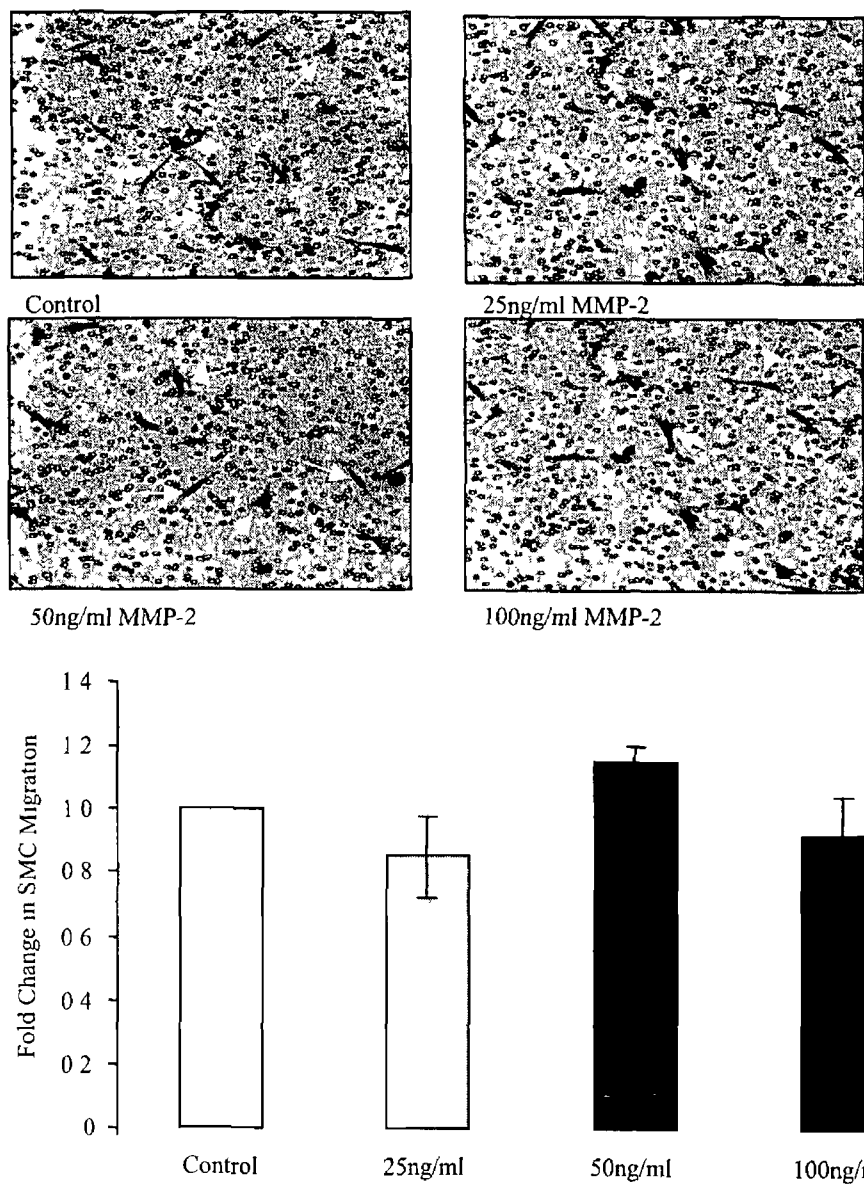 Control
25ng/ml MMP-2
50ng/ml MMP-2
100ng/ml MMP-2
Fold Change in SMC Migration
1 4
1 2
1 0
0 8
0 6
0 4
0 2
0
Control
25ng/ml
50ng/ml
100ng/m